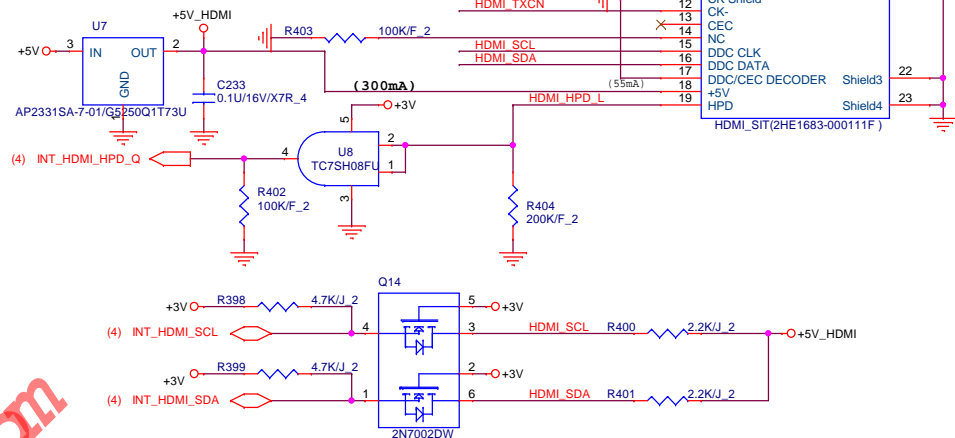 HDMI_TXCN
12
CK-
13
CEC
14
NC
15
DDC CLK
16
DDC DATA
17
DDC/CEC DECODER
18
+5V
19
HPD
Shield3
22
Shield4
23
HDMI_SIT(2HE1683-000111F )
+5V_HDMI
U7
+5V
3
IN
OUT
2
GND
AP2331SA-7-01/G5250Q1T73U
C233
0.1U/16V/X7R_4
R403
100K/F_2
HDMI_SCL
HDMI_SDA
(300mA)
(55mA)
HDMI_HPD_L
+3V
5
2
1
U8
TC7SH08FU
4
3
(4) INT_HDMI_HPD_Q
R402
100K/F_2
R404
200K/F_2
Q14
+3V
R398
4.7K/J_2
5
+3V
(4) INT_HDMI_SCL
4
3
HDMI_SCL
R400
2.2K/J_2
+5V_HDMI
+3V
R399
4.7K/J_2
2
+3V
(4) INT_HDMI_SDA
1
6
HDMI_SDA
R401
2.2K/J_2
2N7002DW
om